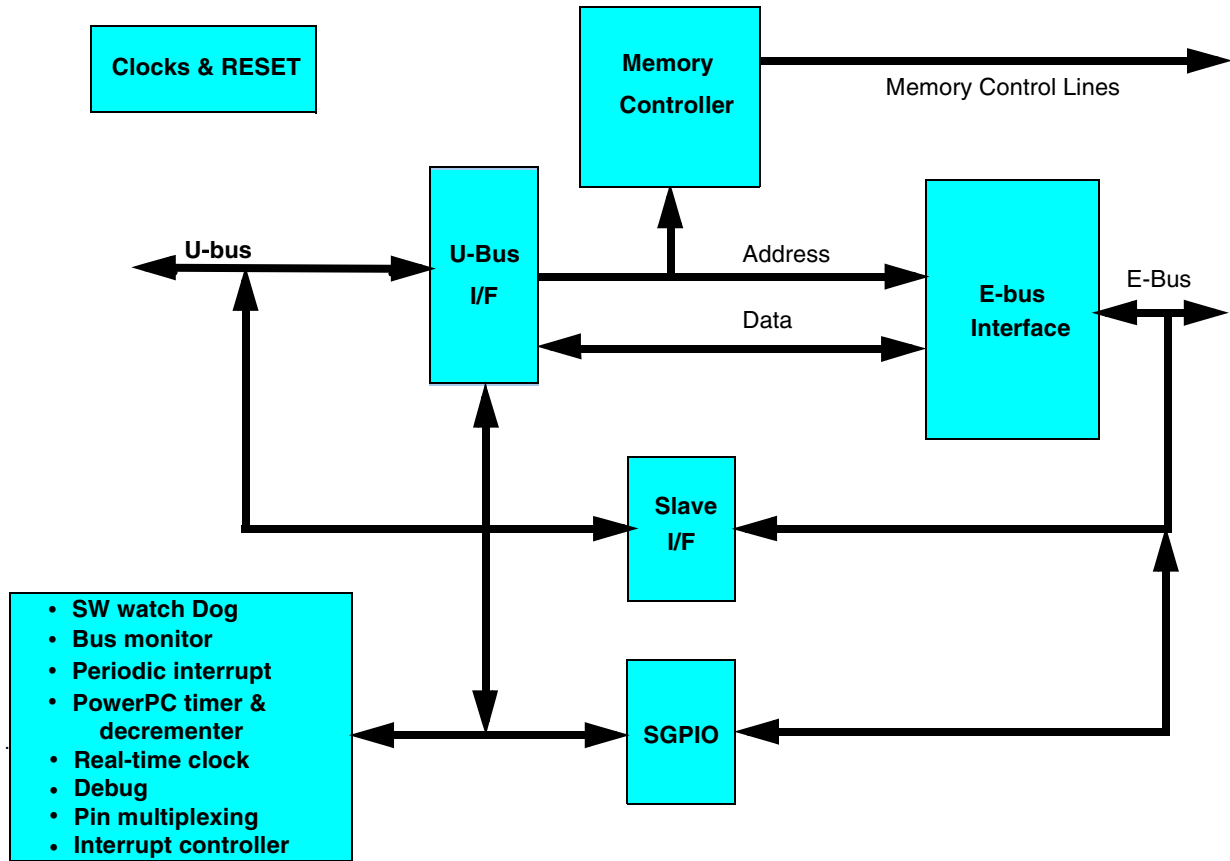 Clocks & RESET
Memory
Controller
Memory Control Lines
U-bus
U-Bus
I/F
Address
Data
E-bus
Interface
E-Bus
Slave
I/F
• SW watch Dog
• Bus monitor
• Periodic interrupt
• PowerPC timer &
decrementer
• Real-time clock
• Debug
• Pin multiplexing
• Interrupt controller
SGPIO